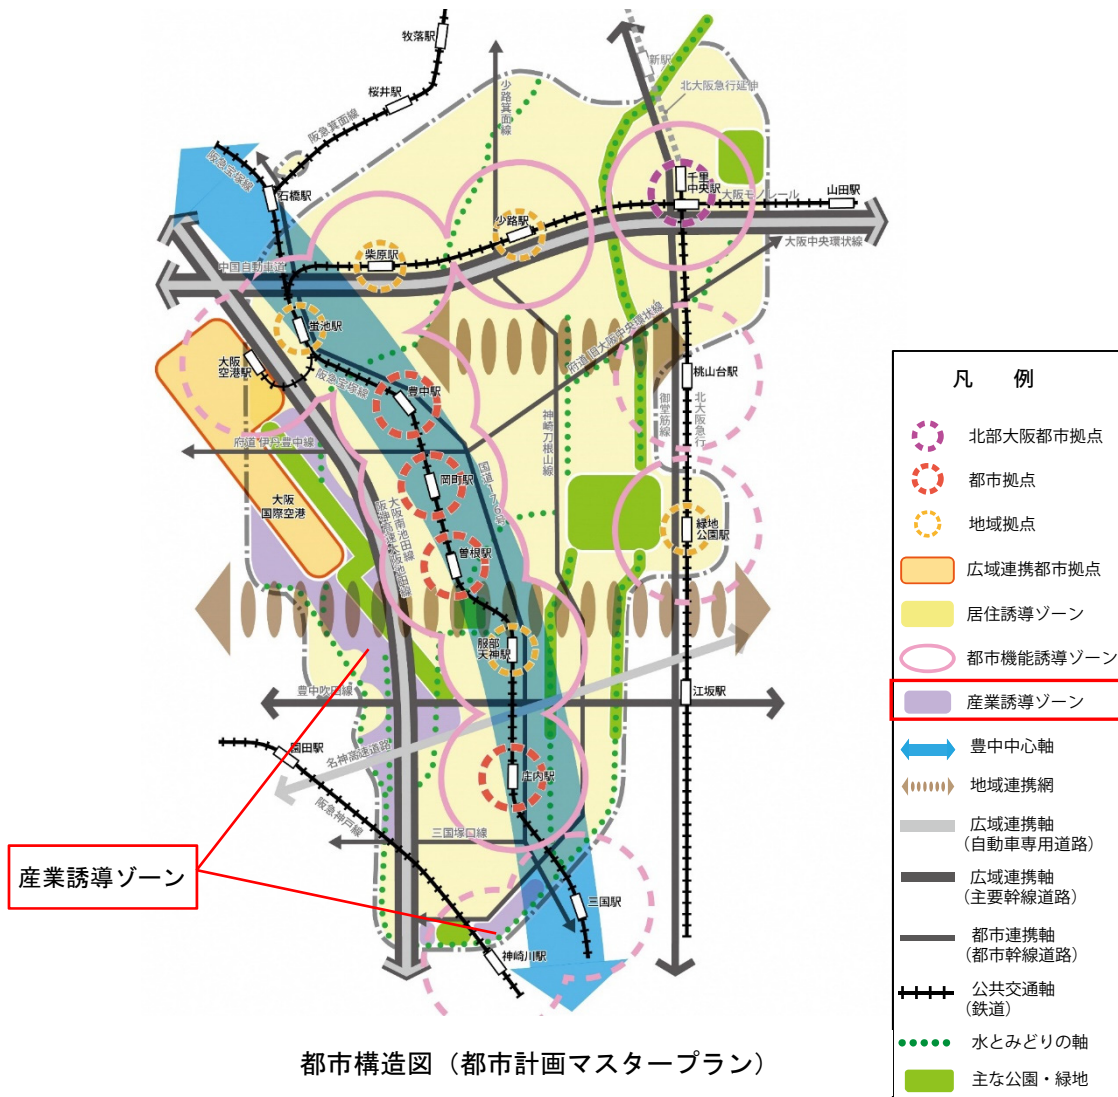 牧落駅
新駅
北大阪急行延伸
少路箕面線
桜井駅
阪急箕面線
阪急宝塚線
石橋駅
千里
中央駅
大阪モノレール
山田駅
少路駅
大阪中央環状線
柴原駅
中国自動車道
蛍池駅
府道 旧大阪中央環状線
大阪
空港駅
阪急宝塚線
豊中駅
桃山台駅
御堂筋線
北大阪急行
神崎刀根山線
府道 伊丹豊中線
国道176号
岡町駅
大阪
国際空港
大阪南池田線
阪神高速大阪池田線
緑地
公園駅
曽根駅
服部
天神駅
豊中吹田線
江坂駅
園田駅
名神高速道路
庄内駅
阪急神戸線
三国塚口線
三国駅
神崎川駅
産業誘導ゾーン
凡 例
北部大阪都市拠点
都市拠点
地域拠点
広域連携都市拠点
居住誘導ゾーン
都市機能誘導ゾーン
産業誘導ゾーン
豊中中心軸
地域連携網
広域連携軸
(自動車専用道路)
広域連携軸
(主要幹線道路)
都市連携軸
(都市幹線道路)
公共交通軸
(鉄道)
水とみどりの軸
主な公園・緑地
都市構造図（都市計画マスタープラン）